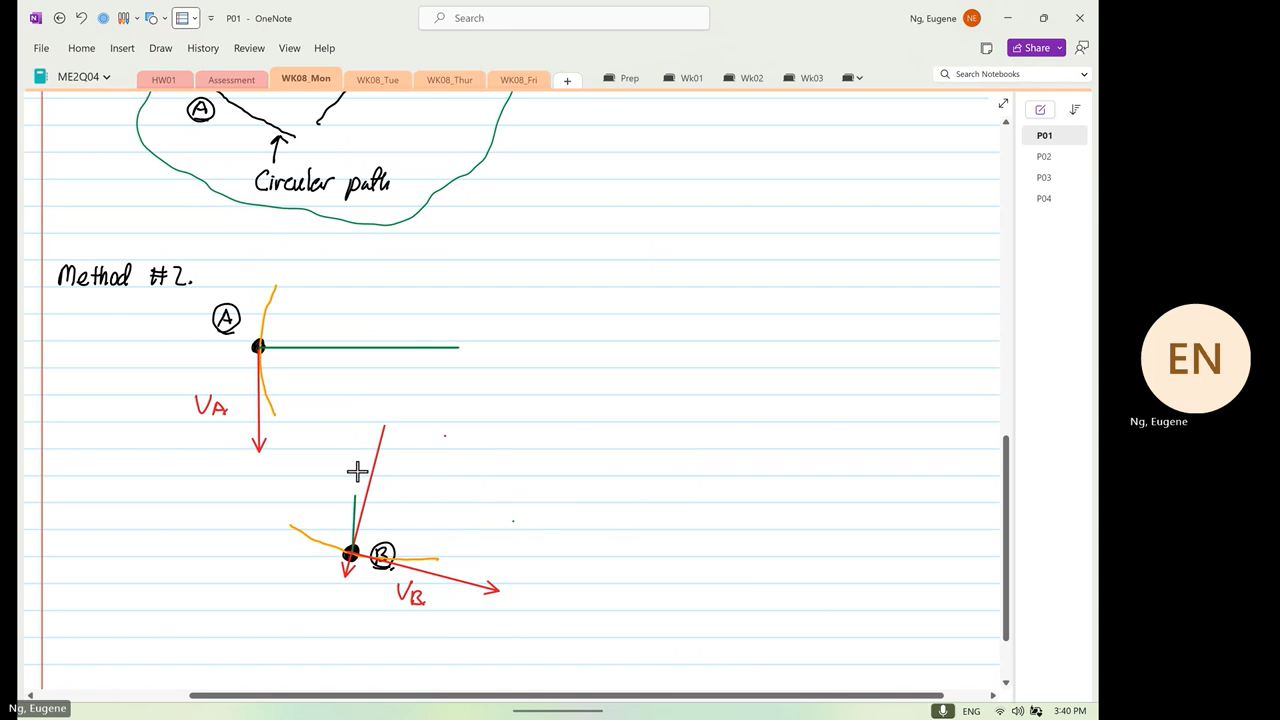 P01 - OneNote
Search
Ng, Eugene
NE
File Home Insert Draw History Review View Help
Share
ME2Q04
HW01 Assessment WK08_Mon WK08_Tue WK08_Thur WK08_Fri + Prep Wk01 Wk02 Wk03
Search Notebooks
P01
P02
P03
P04
A
Circular path
Method #2.
A
VA
B
VB
EN
Ng, Eugene
Ng, Eugene
ENG
3:40 PM